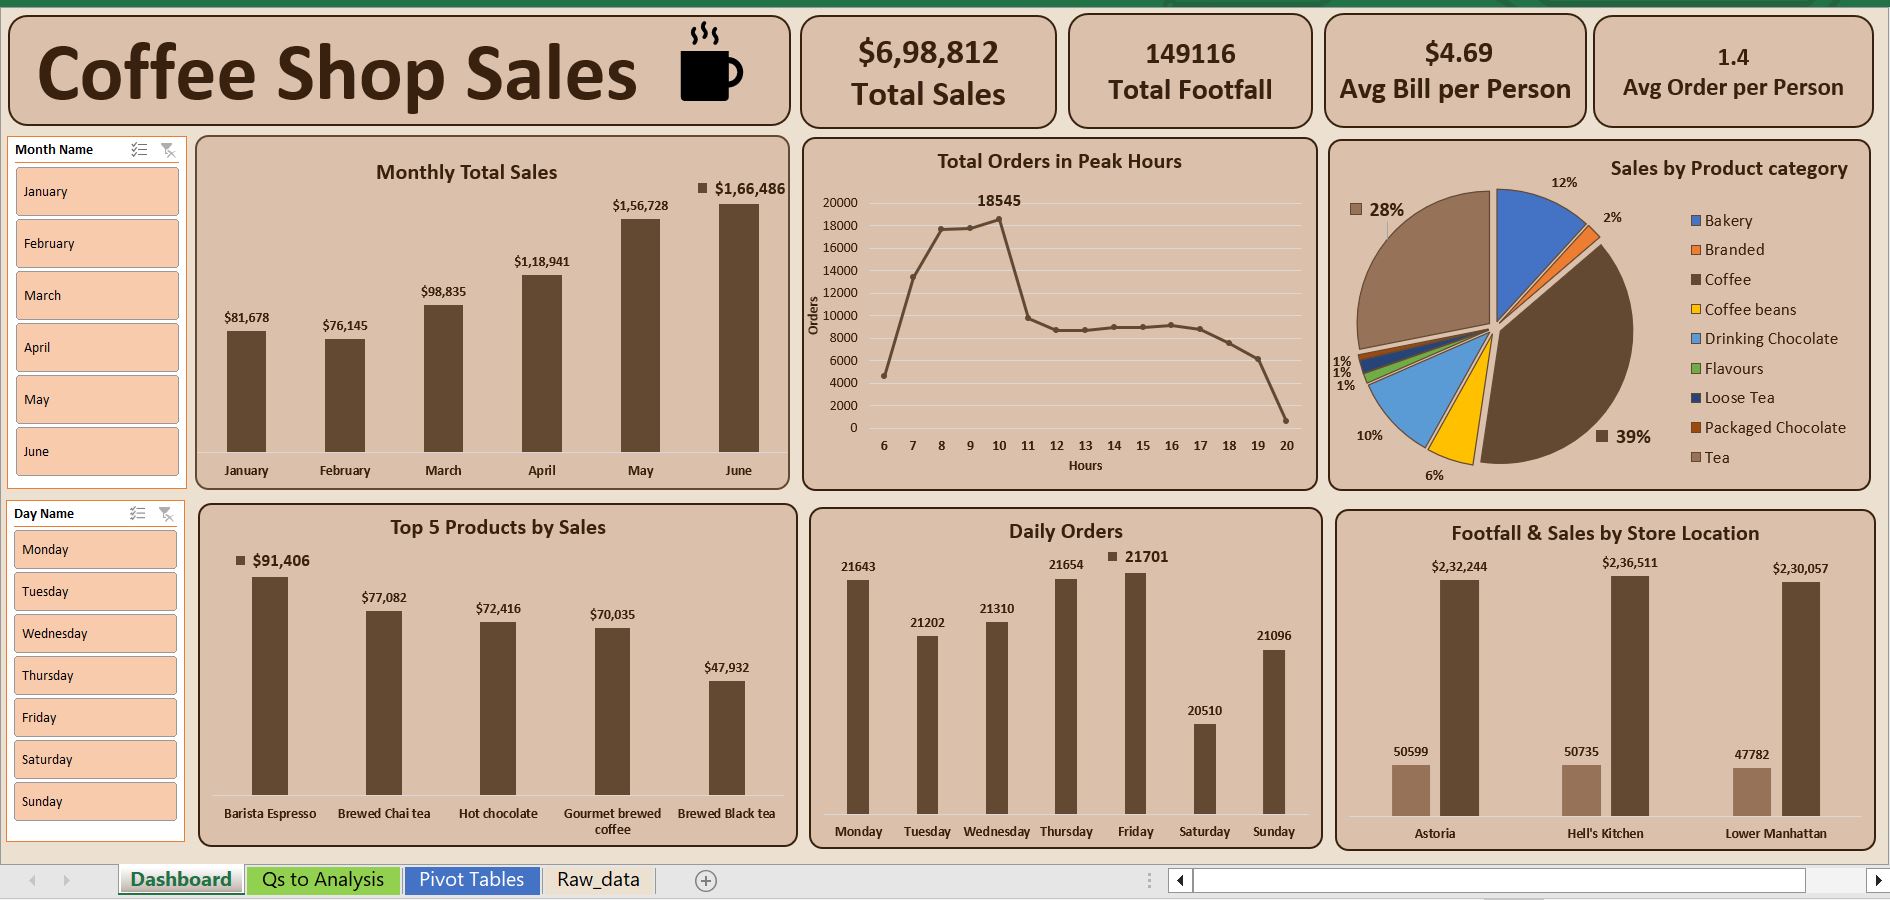 Coffee Shop Sales
$6,98,812
Total Sales
149116
Total Footfall
$4.69
Avg Bill per Person
1.4
Avg Order per Person
Month Name
January
February
March
April
May
June
Monthly Total Sales
$81,678
$76,145
$98,835
$1,18,941
$1,56,728
$1,66,486
January
February
March
April
May
June
Total Orders in Peak Hours
18545
20000
18000
16000
14000
12000
10000
8000
6000
4000
2000
0
Orders
6 7 8 9 10 11 12 13 14 15 16 17 18 19 20
Hours
Sales by Product category
12%
2%
39%
6%
10%
1%
1%
1%
28%
Bakery
Branded
Coffee
Coffee beans
Drinking Chocolate
Flavours
Loose Tea
Packaged Chocolate
Tea
Day Name
Monday
Tuesday
Wednesday
Thursday
Friday
Saturday
Sunday
Top 5 Products by Sales
$91,406
$77,082
$72,416
$70,035
$47,932
Barista Espresso
Brewed Chai tea
Hot chocolate
Gourmet brewed
coffee
Brewed Black tea
Daily Orders
21643
21202
21310
21654
21701
20510
21096
Monday
Tuesday
Wednesday
Thursday
Friday
Saturday
Sunday
Footfall & Sales by Store Location
50599
$2,32,244
50735
$2,36,511
47782
$2,30,057
Astoria
Hell's Kitchen
Lower Manhattan
Dashboard
Qs to Analysis
Pivot Tables
Raw_data